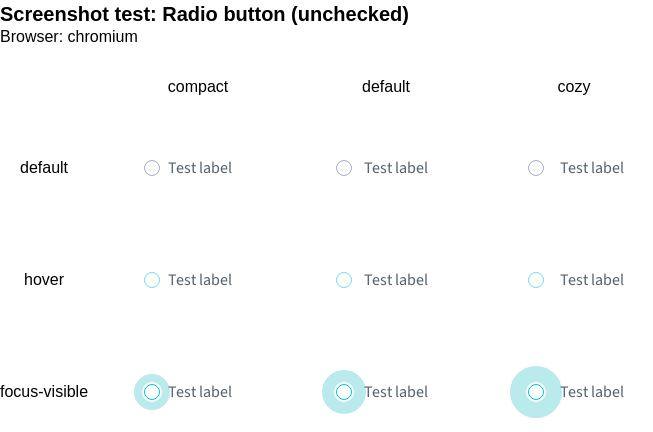 Screenshot test: Radio button (unchecked)
Browser: chromium
compact default cozy
default Test label Test label Test label
hover Test label Test label Test label
focus-visible Test label Test label Test label